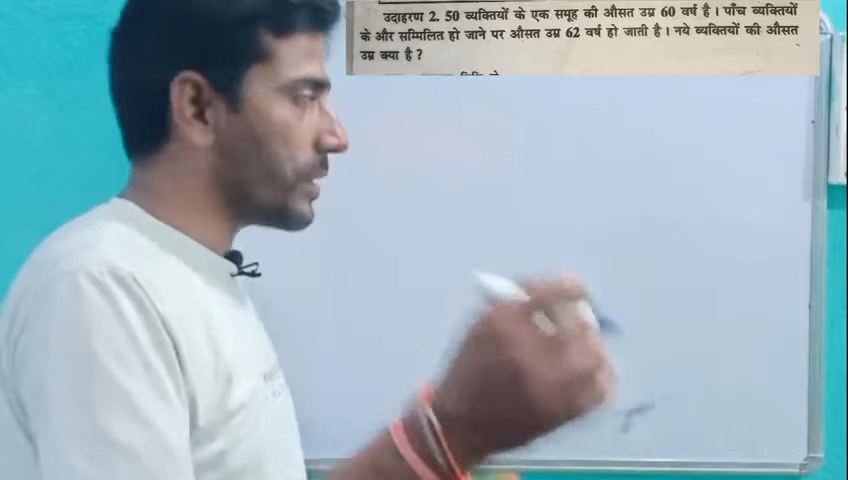 उदाहरण 2. 50 व्यक्तियों के एक समूह की औसत उम्र 60 वर्ष है। पाँच व्यक्तियों
के और सम्मिलित हो जाने पर औसत उम्र 62 वर्ष हो जाती है। नये व्यक्तियों की औसत
उम्र क्या है ?